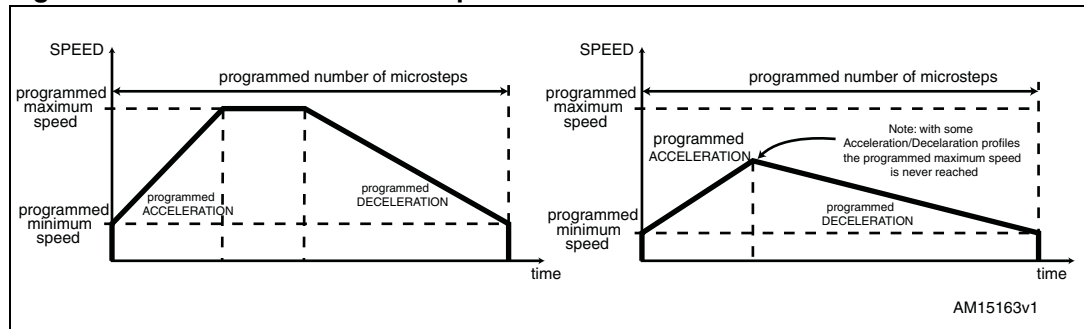 SPEED
programmed number of microsteps
programmed
maximum
speed
programmed
ACCELERATION
programmed
DECELERATION
programmed
minimum
speed
time
SPEED
programmed number of microsteps
programmed
maximum
speed
programmed
ACCELERATION
Note: with some
Acceleration/Decelaration profiles
the programmed maximum speed
is never reached
programmed
DECELERATION
programmed
minimum
speed
time
AM15163v1